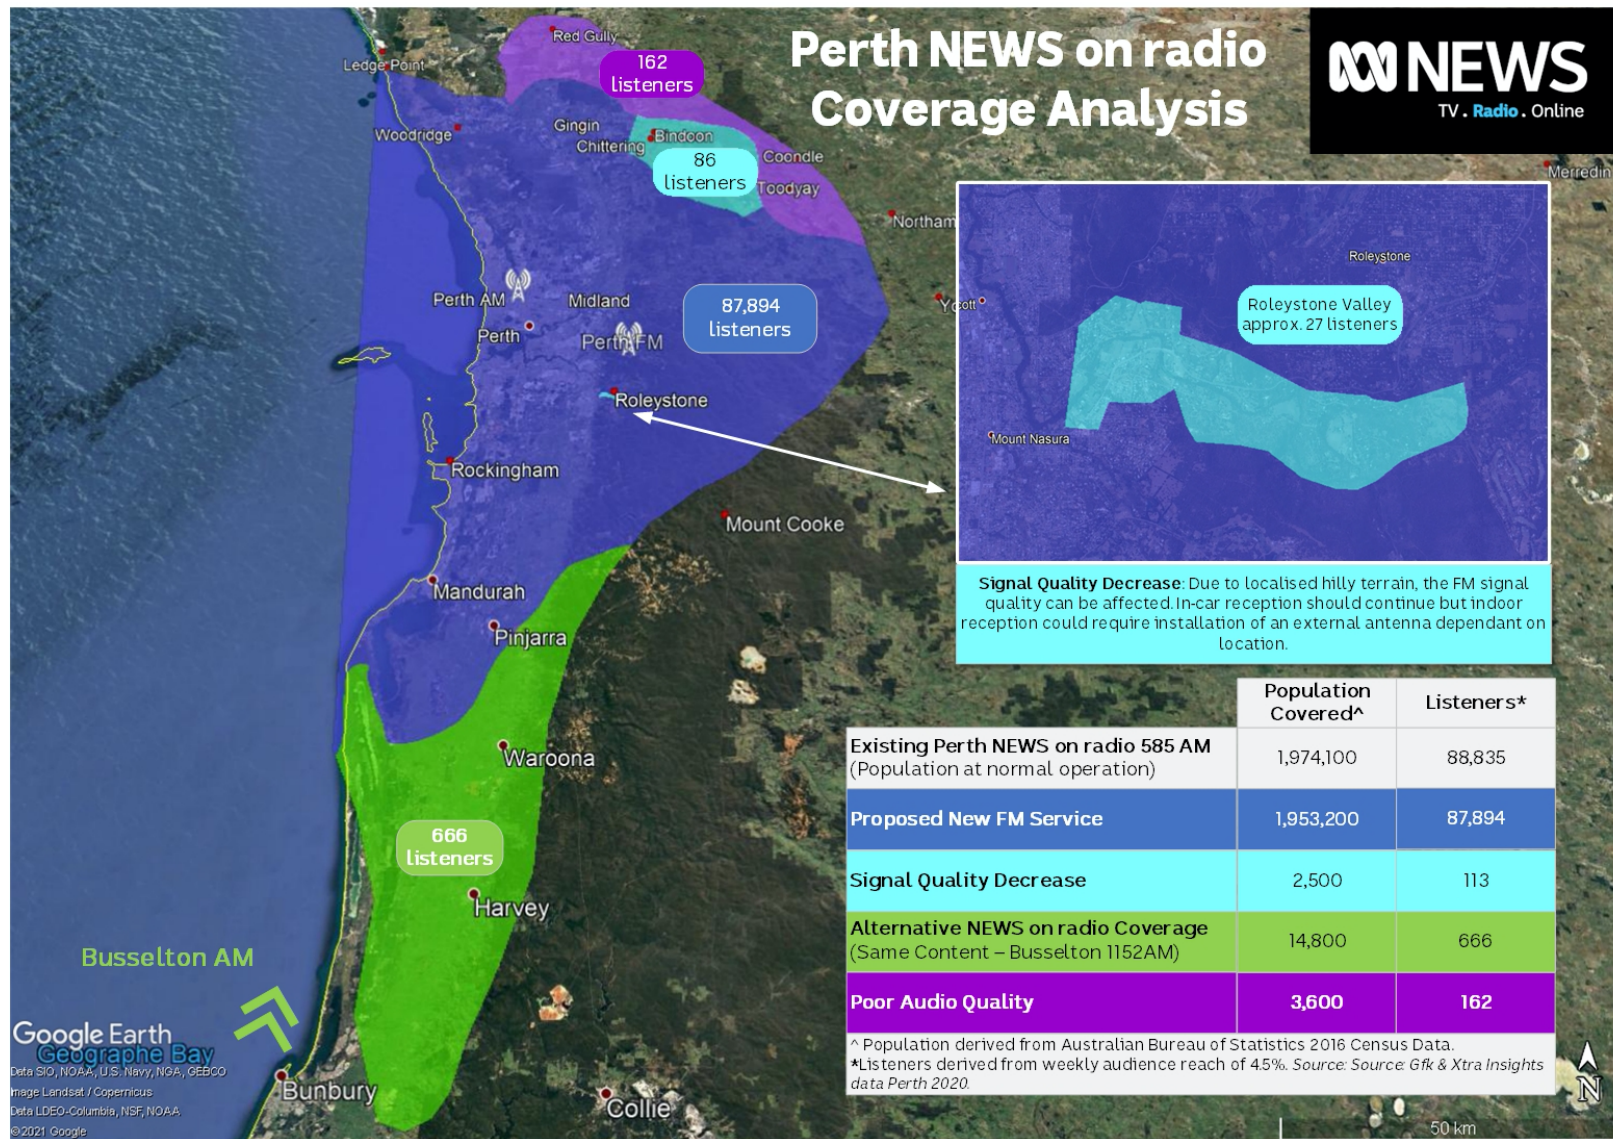 Perth NEWS on radio
Coverage Analysis
NEWS
TV . Radio . Online
Red Gully
Ledge Point
162
listeners
Woodridge
Gingin
Chittering
Bindoon
86
listeners
Coondle
Toodyay
Merredin
Northam
Perth AM
Midland
87,894
listeners
Perth
Perth FM
Roleystone
Roleystone
Roleystone Valley
approx. 27 listeners
Mount Nasura
Rockingham
Mount Cooke
Mandurah
Pinjarra
Signal Quality Decrease: Due to localised hilly terrain, the FM signal
quality can be affected. In-car reception should continue but indoor
reception could require installation of an external antenna dependant on
location.
Waroona
666
listeners
Harvey
Busselton AM
Population
Covered^
Listeners*
Existing Perth NEWS on radio 585 AM
(Population at normal operation)
1,974,100
88,835
Proposed New FM Service
1,953,200
87,894
Signal Quality Decrease
2,500
113
Alternative NEWS on radio Coverage
(Same Content – Busselton 1152AM)
14,800
666
Poor Audio Quality
3,600
162
^ Population derived from Australian Bureau of Statistics 2016 Census Data.
*Listeners derived from weekly audience reach of 4.5%. Source: Source: Gfk & Xtra Insights
data Perth 2020.
Google Earth
Geographe Bay
Data SIO, NOAA, U.S. Navy, NGA, GEBCO
Image Landsat / Copernicus
Data LDEO-Columbia, NSF, NOAA
©2021 Google
Bunbury
Collie
N
50 km